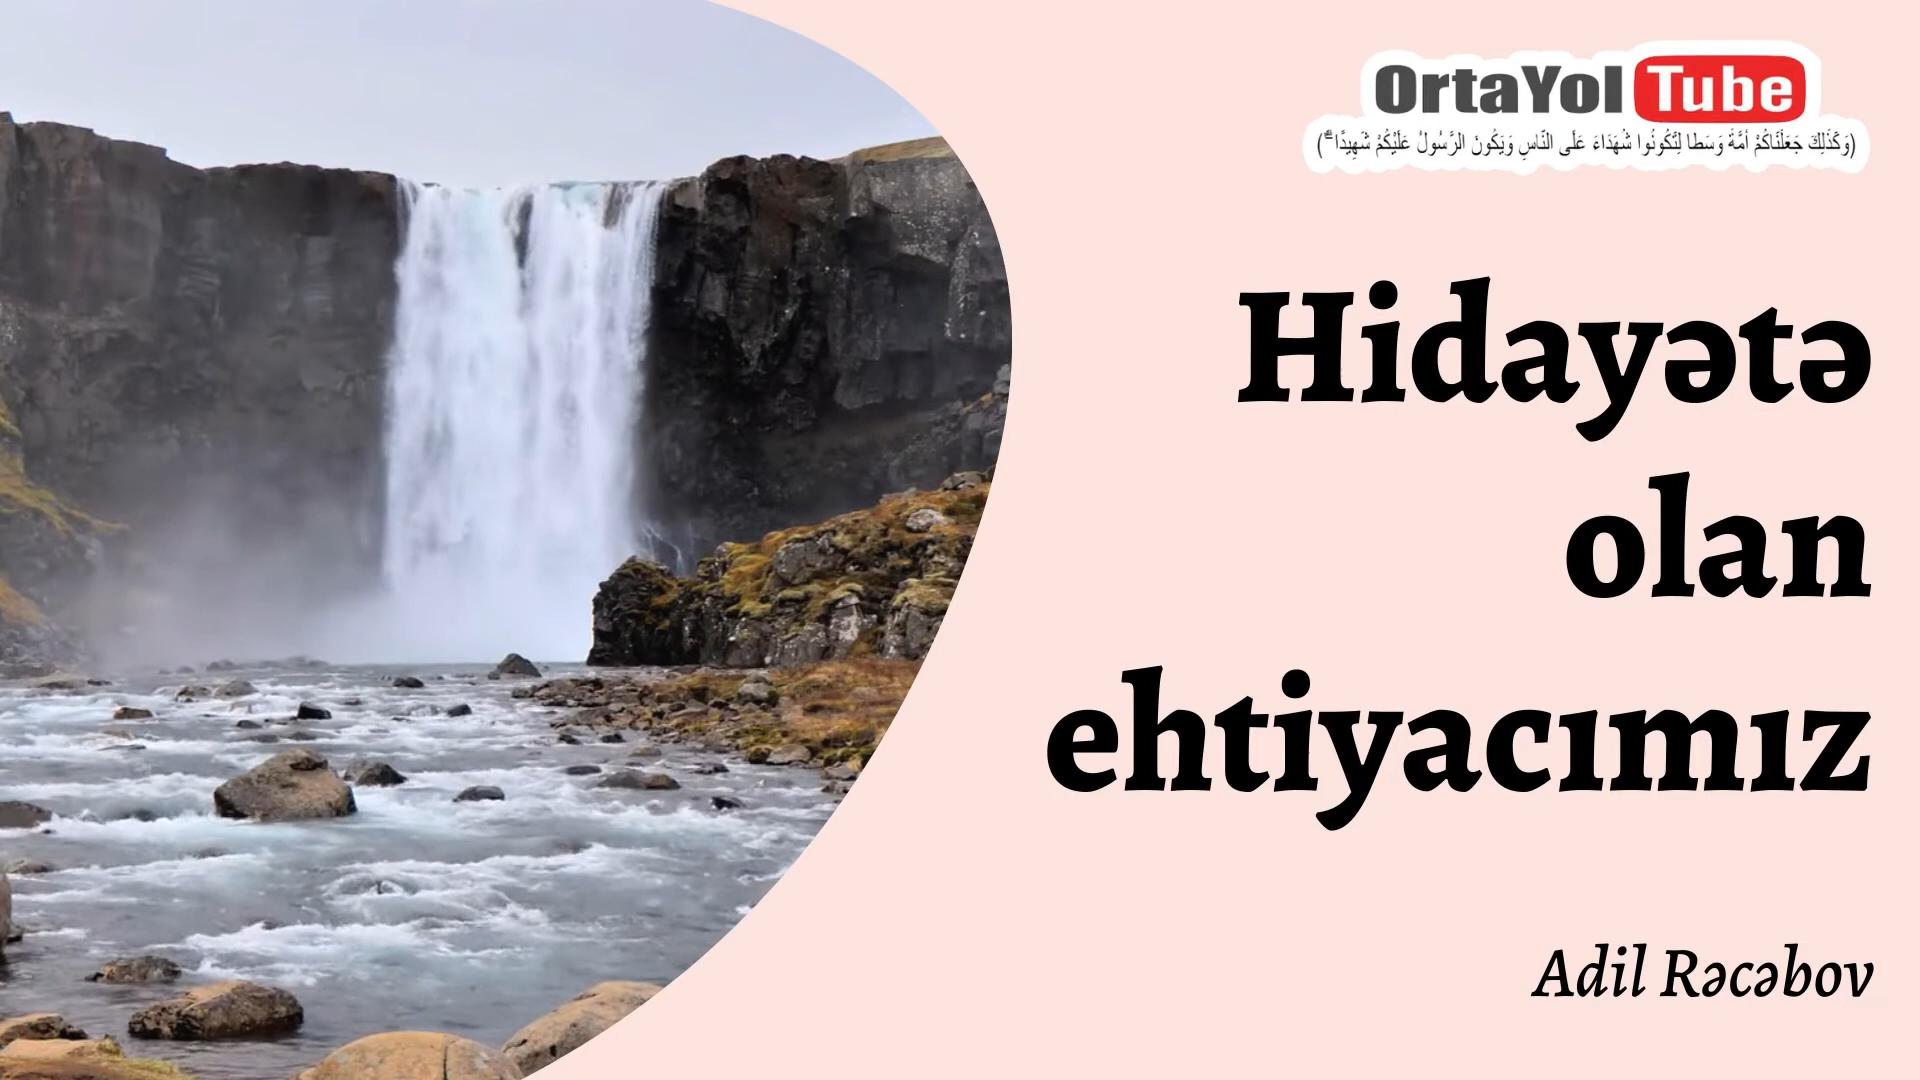 OrtaYol Tube
(وَكَذَٰلِكَ جَعَلْنَاكُمْ أُمَّةً وَسَطًا لِتَكُونُوا شُهَدَاءَ عَلَى النَّاسِ وَيَكُونَ الرَّسُولُ عَلَيْكُمْ شَهِيدًا ۗ)
Hidayətə
olan
ehtiyacımız
Adil Rəcəbov